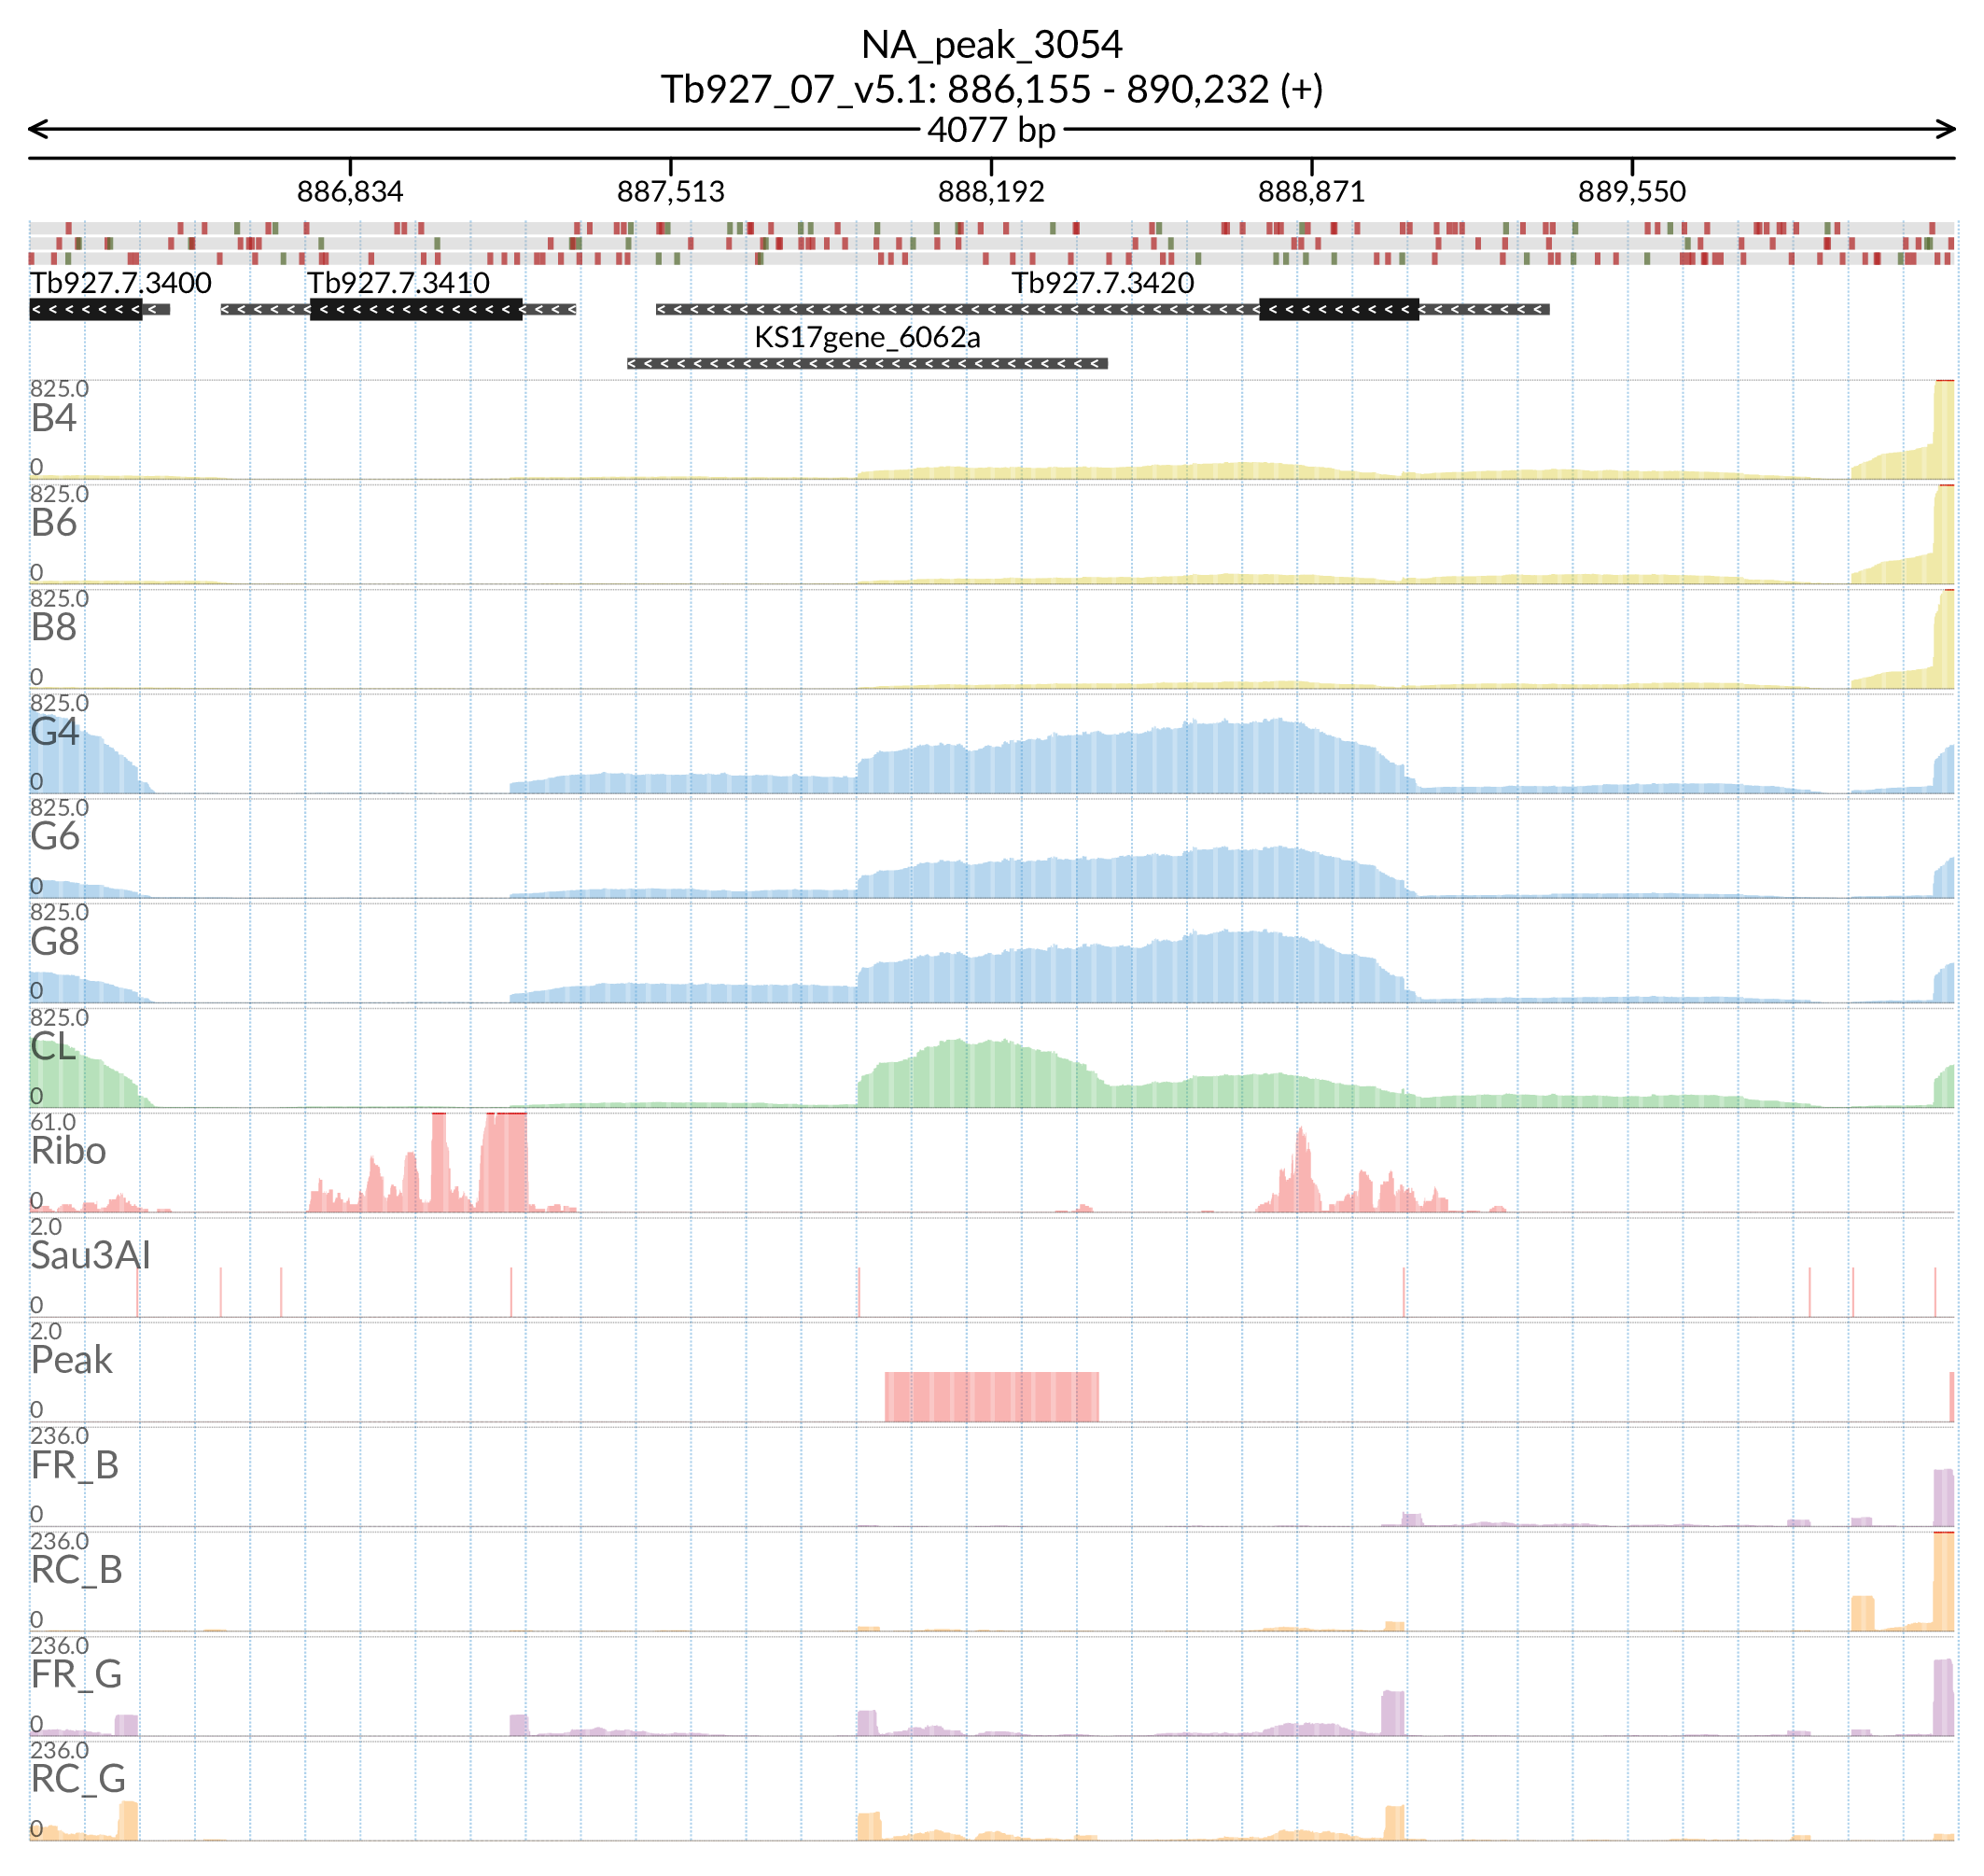 NA_peak_3054
Tb927_07_v5.1: 886,155 - 890,232 (+)
4077 bp
886,834 887,513 888,192 888,871 889,550
Tb927.7.3400 Tb927.7.3410 Tb927.7.3420
KS17gene_6062a
825.0
B4
0
825.0
B6
0
825.0
B8
0
825.0
G4
0
825.0
G6
0
825.0
G8
0
825.0
CL
0
61.0
Ribo
0
2.0
Sau3AI
0
2.0
Peak
0
236.0
FR_B
0
236.0
RC_B
0
236.0
FR_G
0
236.0
RC_G
0